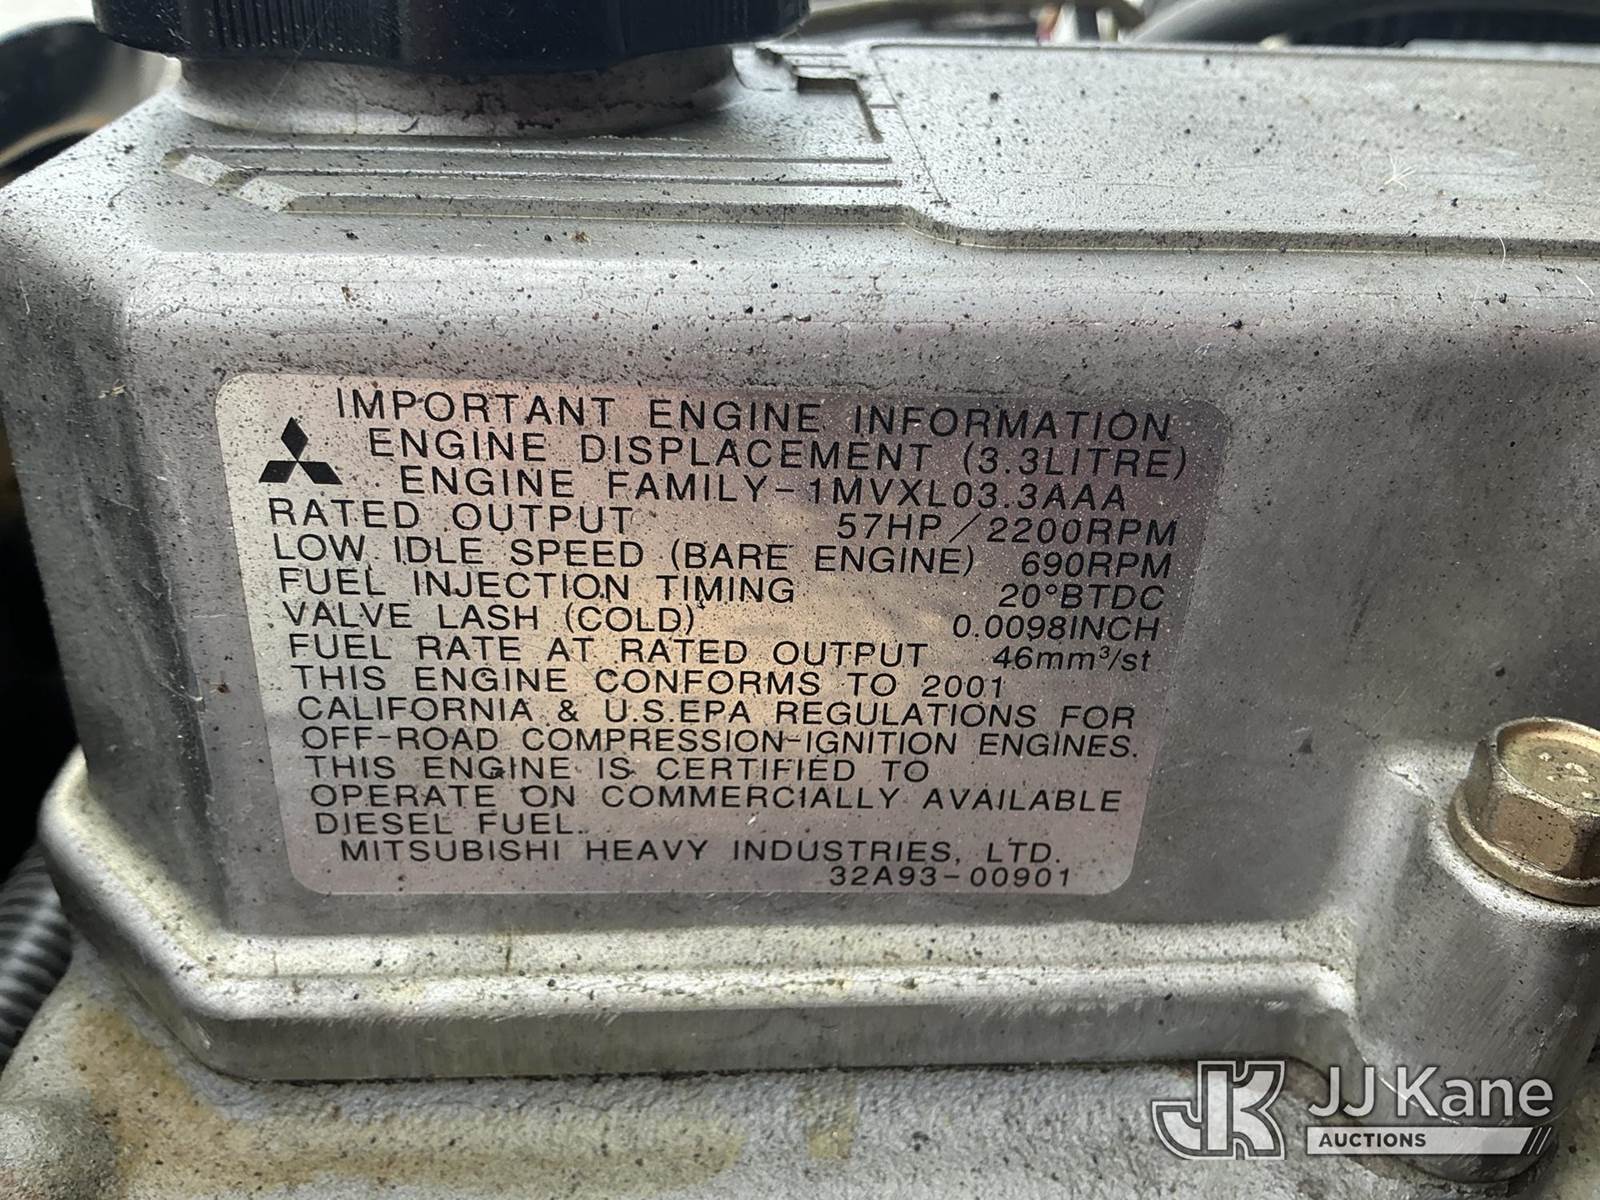 IMPORTANT ENGINE INFORMATION
ENGINE DISPLACEMENT (3.3LITRE)
ENGINE FAMILY-1MVXL03.3AAA
RATED OUTPUT 57HP/2200RPM
LOW IDLE SPEED (BARE ENGINE) 690RPM
FUEL INJECTION TIMING 20°BTDC
VALVE LASH (COLD) 0.0098INCH
FUEL RATE AT RATED OUTPUT 46mm³/st
THIS ENGINE CONFORMS TO 2001
CALIFORNIA & U.S.EPA REGULATIONS FOR
OFF-ROAD COMPRESSION-IGNITION ENGINES.
THIS ENGINE IS CERTIFIED TO
OPERATE ON COMMERCIALLY AVAILABLE
DIESEL FUEL.
MITSUBISHI HEAVY INDUSTRIES, LTD.
32A93-00901
JK JJ Kane
AUCTIONS